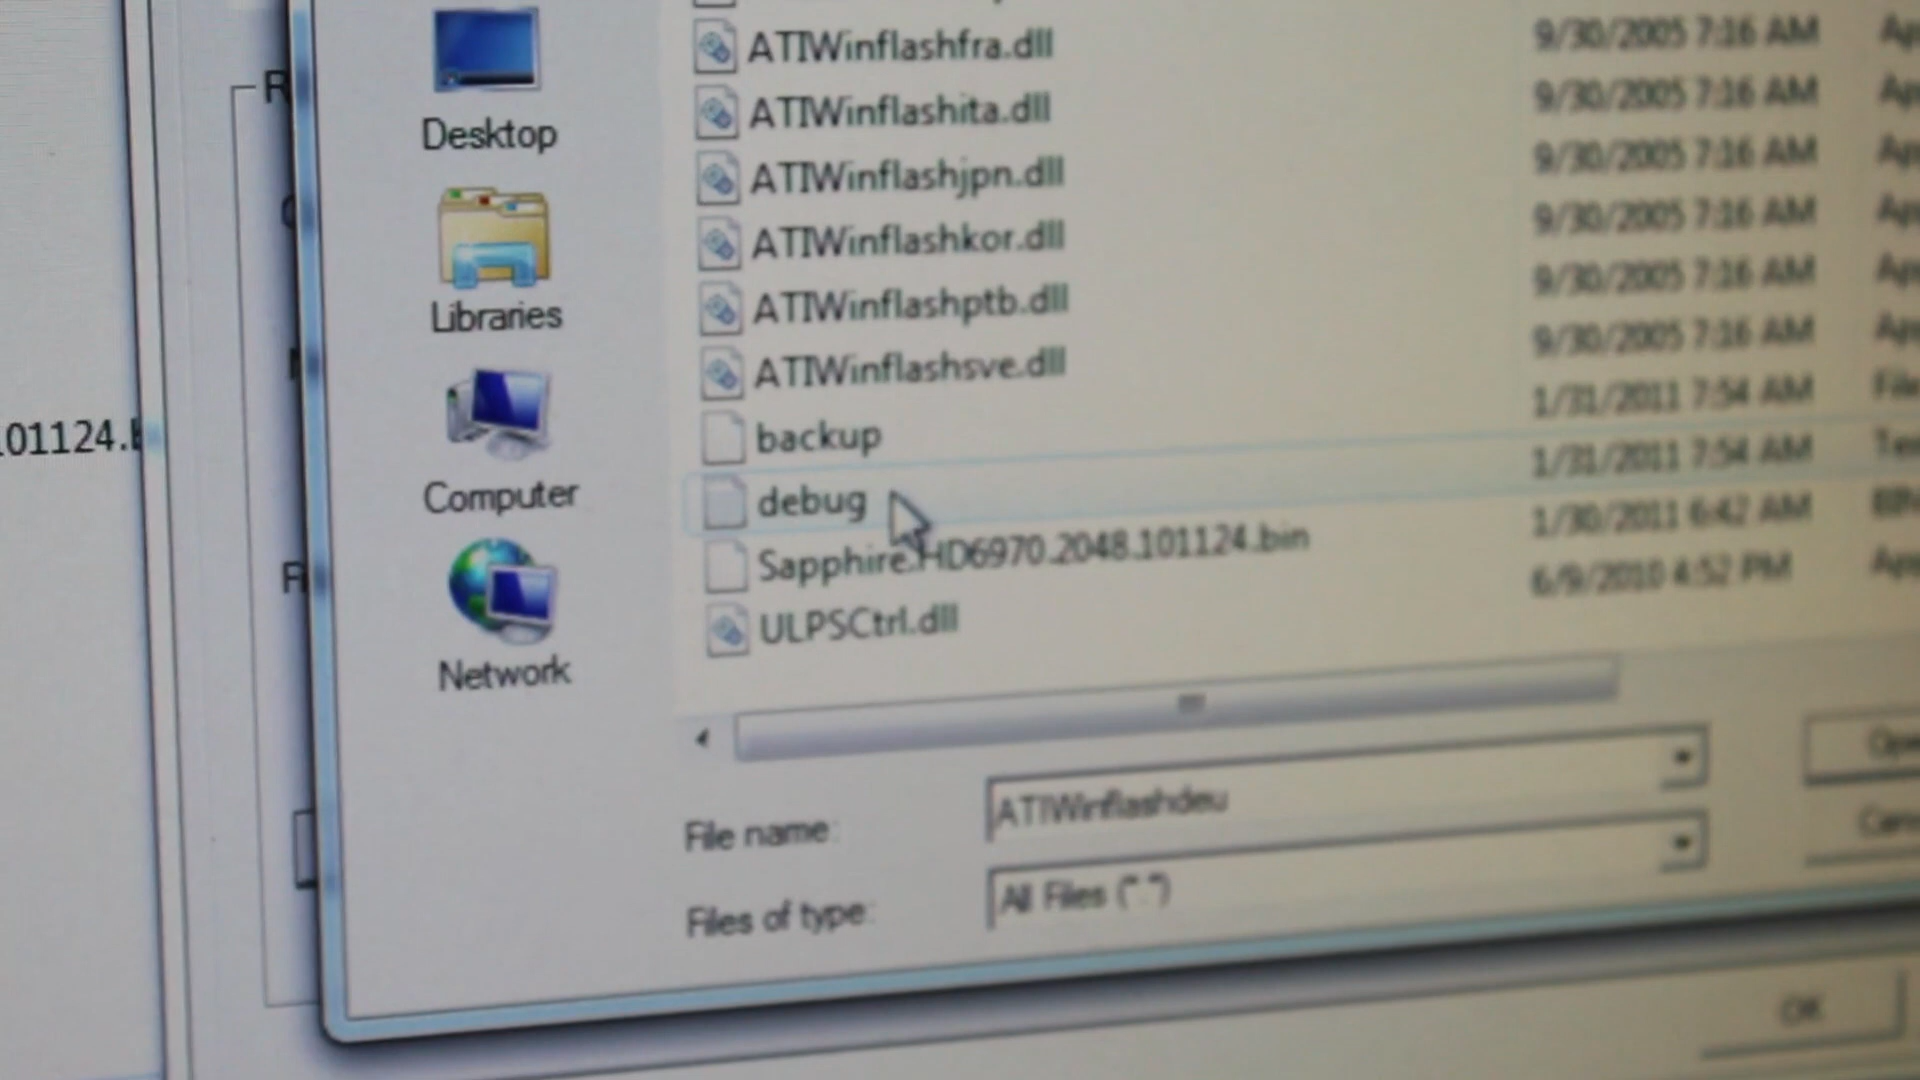 Desktop
Libraries
Computer
Network
01124.b
ATIWinflashfra.dll 9/30/2005 7:16 AM
ATIWinflashita.dll 9/30/2005 7:16 AM
ATIWinflashjpn.dll 9/30/2005 7:16 AM
ATIWinflashkor.dll 9/30/2005 7:16 AM
ATIWinflashptb.dll 9/30/2005 7:16 AM
ATIWinflashsve.dll 9/30/2005 7:16 AM
backup 1/31/2011 7:54 AM File
debug 1/31/2011 7:54 AM
Sapphire.HD6970.2048.101124.bin 1/30/2011 6:42 AM
ULPSCtrl.dll 6/9/2010 4:52 PM
File name: ATIWinflashdeu
Files of type: All Files (*.*)
OK